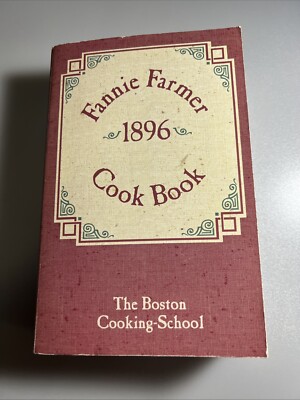 Fannie Farmer
1896
Cook Book
The Boston
Cooking-School